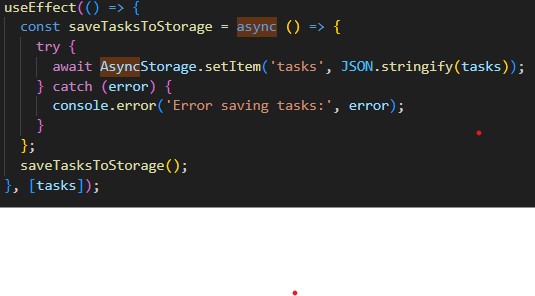 useEffect(() => {
const saveTasksToStorage = async () => {
try {
await AsyncStorage.setItem('tasks', JSON.stringify(tasks));
} catch (error) {
console.error('Error saving tasks:', error);
}
};
saveTasksToStorage();
}, [tasks]);